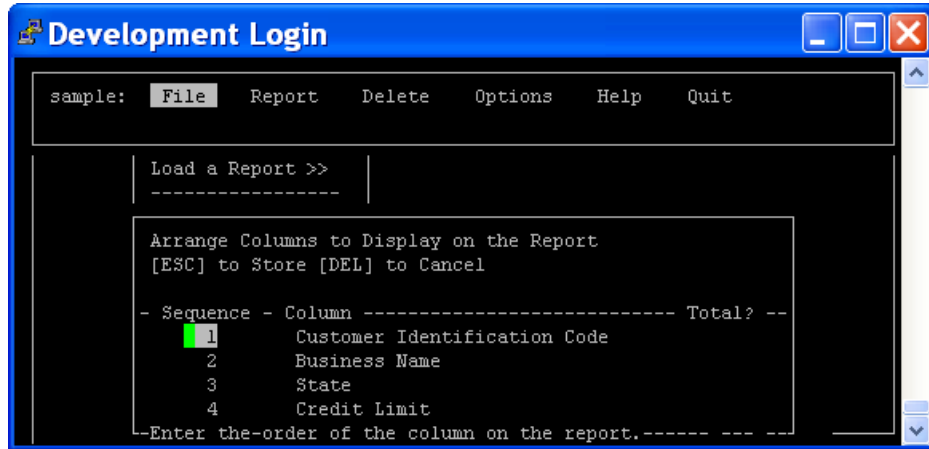 Development Login
sample: File Report Delete Options Help Quit
Load a Report >>
-----------------
Arrange Columns to Display on the Report
[ESC] to Store [DEL] to Cancel
- Sequence - Column ---------------------------- Total? --
1 Customer Identification Code
2 Business Name
3 State
4 Credit Limit
--Enter the-order of the column on the report.------ --- ---